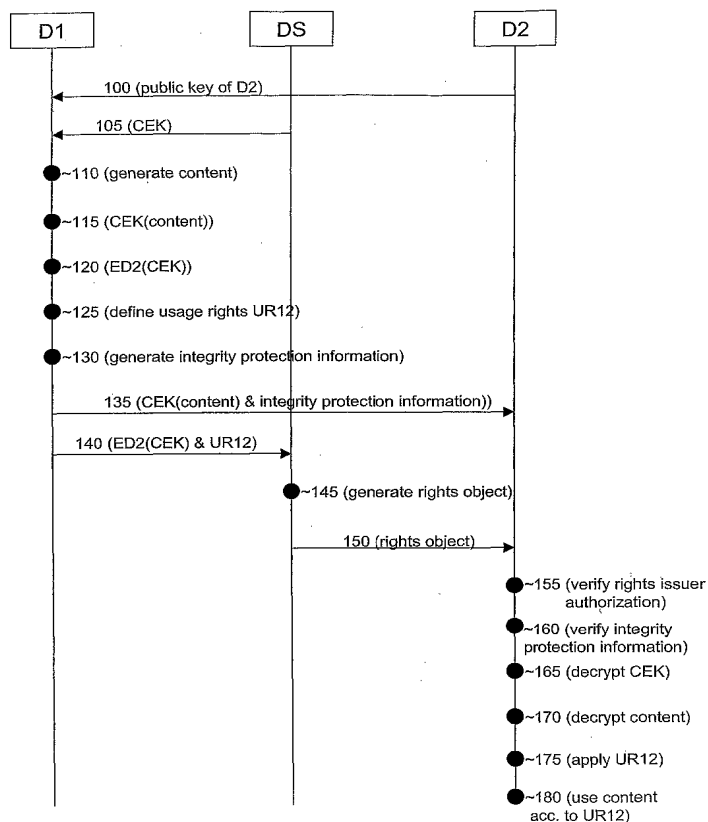 D1
DS
D2
100 (public key of D2)
105 (CEK)
~110 (generate content)
~115 (CEK(content))
~120 (ED2(CEK))
~125 (define usage rights UR12)
~130 (generate integrity protection information)
135 (CEK(content) & integrity protection information))
140 (ED2(CEK) & UR12)
~145 (generate rights object)
150 (rights object)
~155 (verify rights issuer
authorization)
~160 (verify integrity
protection information)
~165 (decrypt CEK)
~170 (decrypt content)
~175 (apply UR12)
~180 (use content
acc. to UR12)